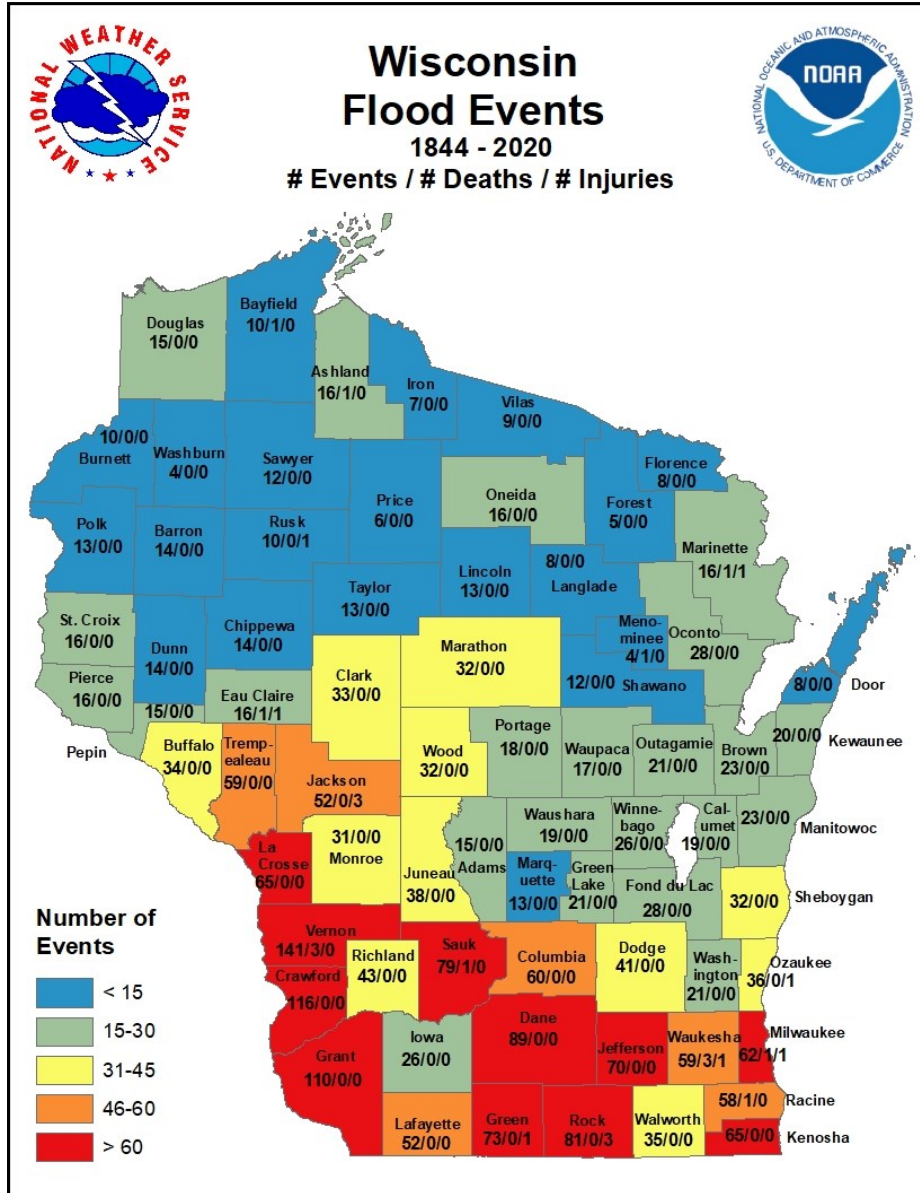 NATIONAL WEATHER SERVICE
Wisconsin
Flood Events
1844 - 2020
# Events / # Deaths / # Injuries
NATIONAL OCEANIC AND ATMOSPHERIC ADMINISTRATION
NOAA
U.S. DEPARTMENT OF COMMERCE
Douglas
15/0/0
Bayfield
10/1/0
Ashland
16/1/0
Iron
7/0/0
Vilas
9/0/0
10/0/0
Burnett
Washburn
4/0/0
Sawyer
12/0/0
Price
6/0/0
Oneida
16/0/0
Forest
5/0/0
Florence
8/0/0
Marinette
16/1/1
Polk
13/0/0
Barron
14/0/0
Rusk
10/0/1
Taylor
13/0/0
Lincoln
13/0/0
8/0/0
Langlade
Meno-
minee
4/1/0
Oconto
28/0/0
St. Croix
16/0/0
Dunn
14/0/0
Chippewa
14/0/0
Clark
33/0/0
Marathon
32/0/0
12/0/0
Shawano
8/0/0
Door
Pierce
16/0/0
15/0/0
Pepin
Eau Claire
16/1/1
Buffalo
34/0/0
Tremp-
ealeau
59/0/0
Jackson
52/0/3
Wood
32/0/0
Portage
18/0/0
Waupaca
17/0/0
Outagamie
21/0/0
Brown
23/0/0
20/0/0
Kewaunee
La
Crosse
65/0/0
31/0/0
Monroe
Juneau
38/0/0
15/0/0
Adams
Waushara
19/0/0
Winne-
bago
26/0/0
Cal-
umet
19/0/0
23/0/0
Manitowoc
Marq-
uette
13/0/0
Green
Lake
21/0/0
Fond du Lac
28/0/0
32/0/0
Sheboygan
Vernon
141/3/0
Richland
43/0/0
Sauk
79/1/0
Columbia
60/0/0
Dodge
41/0/0
Wash-
ington
21/0/0
Ozaukee
36/0/1
Crawford
116/0/0
Grant
110/0/0
Iowa
26/0/0
Dane
89/0/0
Jefferson
70/0/0
Waukesha
59/3/1
Milwaukee
62/1/1
Lafayette
52/0/0
Green
73/0/1
Rock
81/0/3
Walworth
35/0/0
58/1/0
Racine
65/0/0
Kenosha
Number of
Events
< 15
15-30
31-45
46-60
> 60